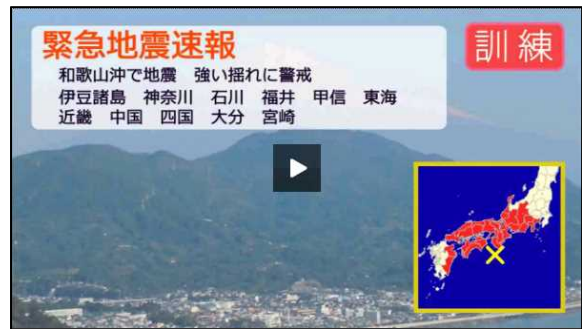 緊急地震速報
訓練
和歌山沖で地震 強い揺れに警戒
伊豆諸島 神奈川 石川 福井 甲信 東海
近畿 中国 四国 大分 宮崎